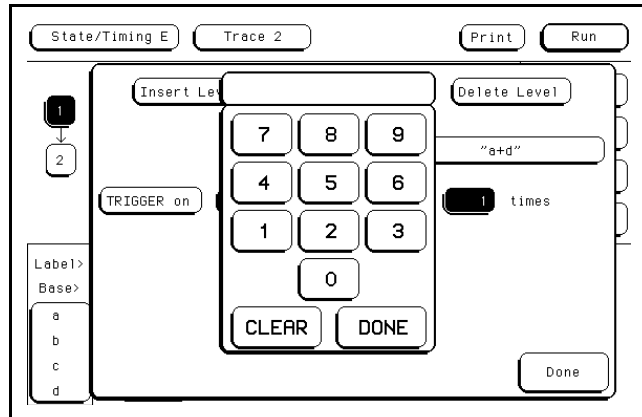 State/Timing E Trace 2 Print Run
Insert Lev Delete Level
1
7 8 9
"a+d"
2
4 5 6
TRIGGER on 1 times
1 2 3
0
Label>
Base>
CLEAR DONE
a
b
c
d
Done